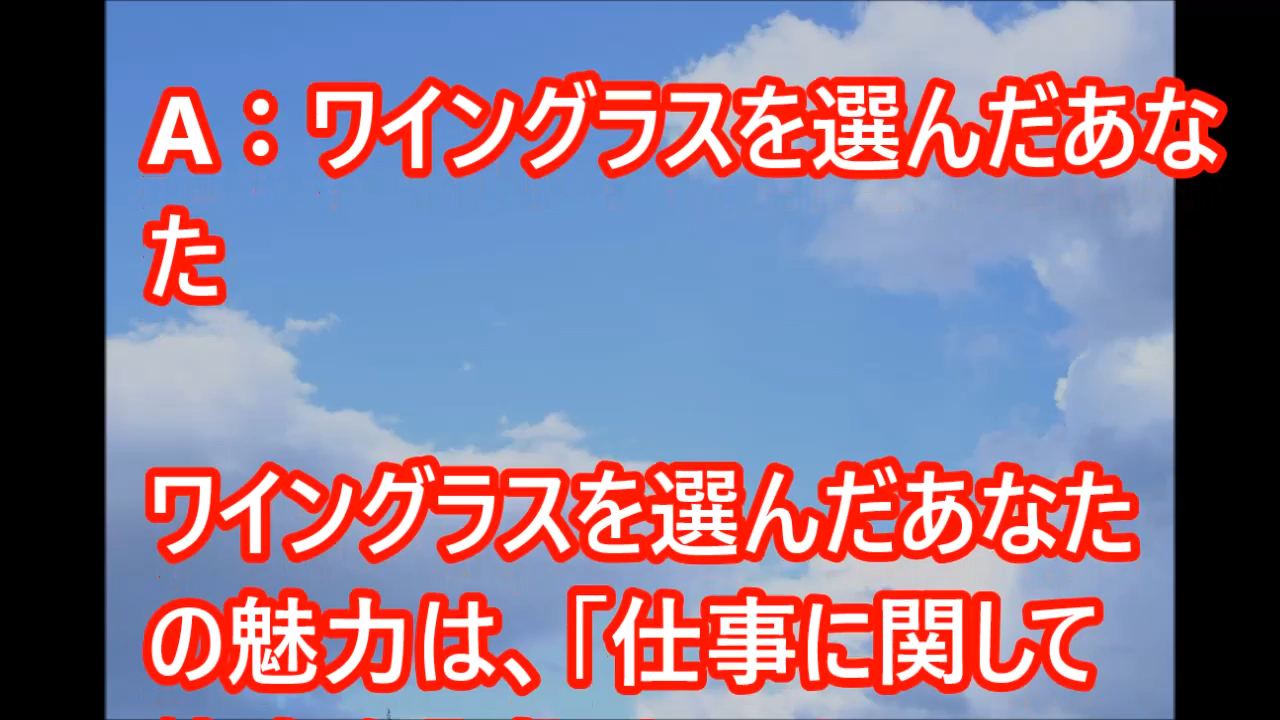 A：ワイングラスを選んだあな
た
ワイングラスを選んだあなた
の魅力は、「仕事に関して